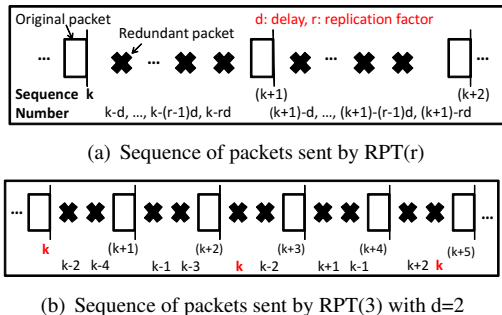 Original packet
d: delay, r: replication factor
Redundant packet
... ... ... ...
Sequence k (k+1) (k+2)
Number k-d, ..., k-(r-1)d, k-rd (k+1)-d, ..., (k+1)-(r-1)d, (k+1)-rd
(a) Sequence of packets sent by RPT(r)
... ...
k (k+1) (k+2) (k+3) (k+4) (k+5)
k-2 k-4 k-1 k-3 k k-2 k+1 k-1 k+2 k
(b) Sequence of packets sent by RPT(3) with d=2